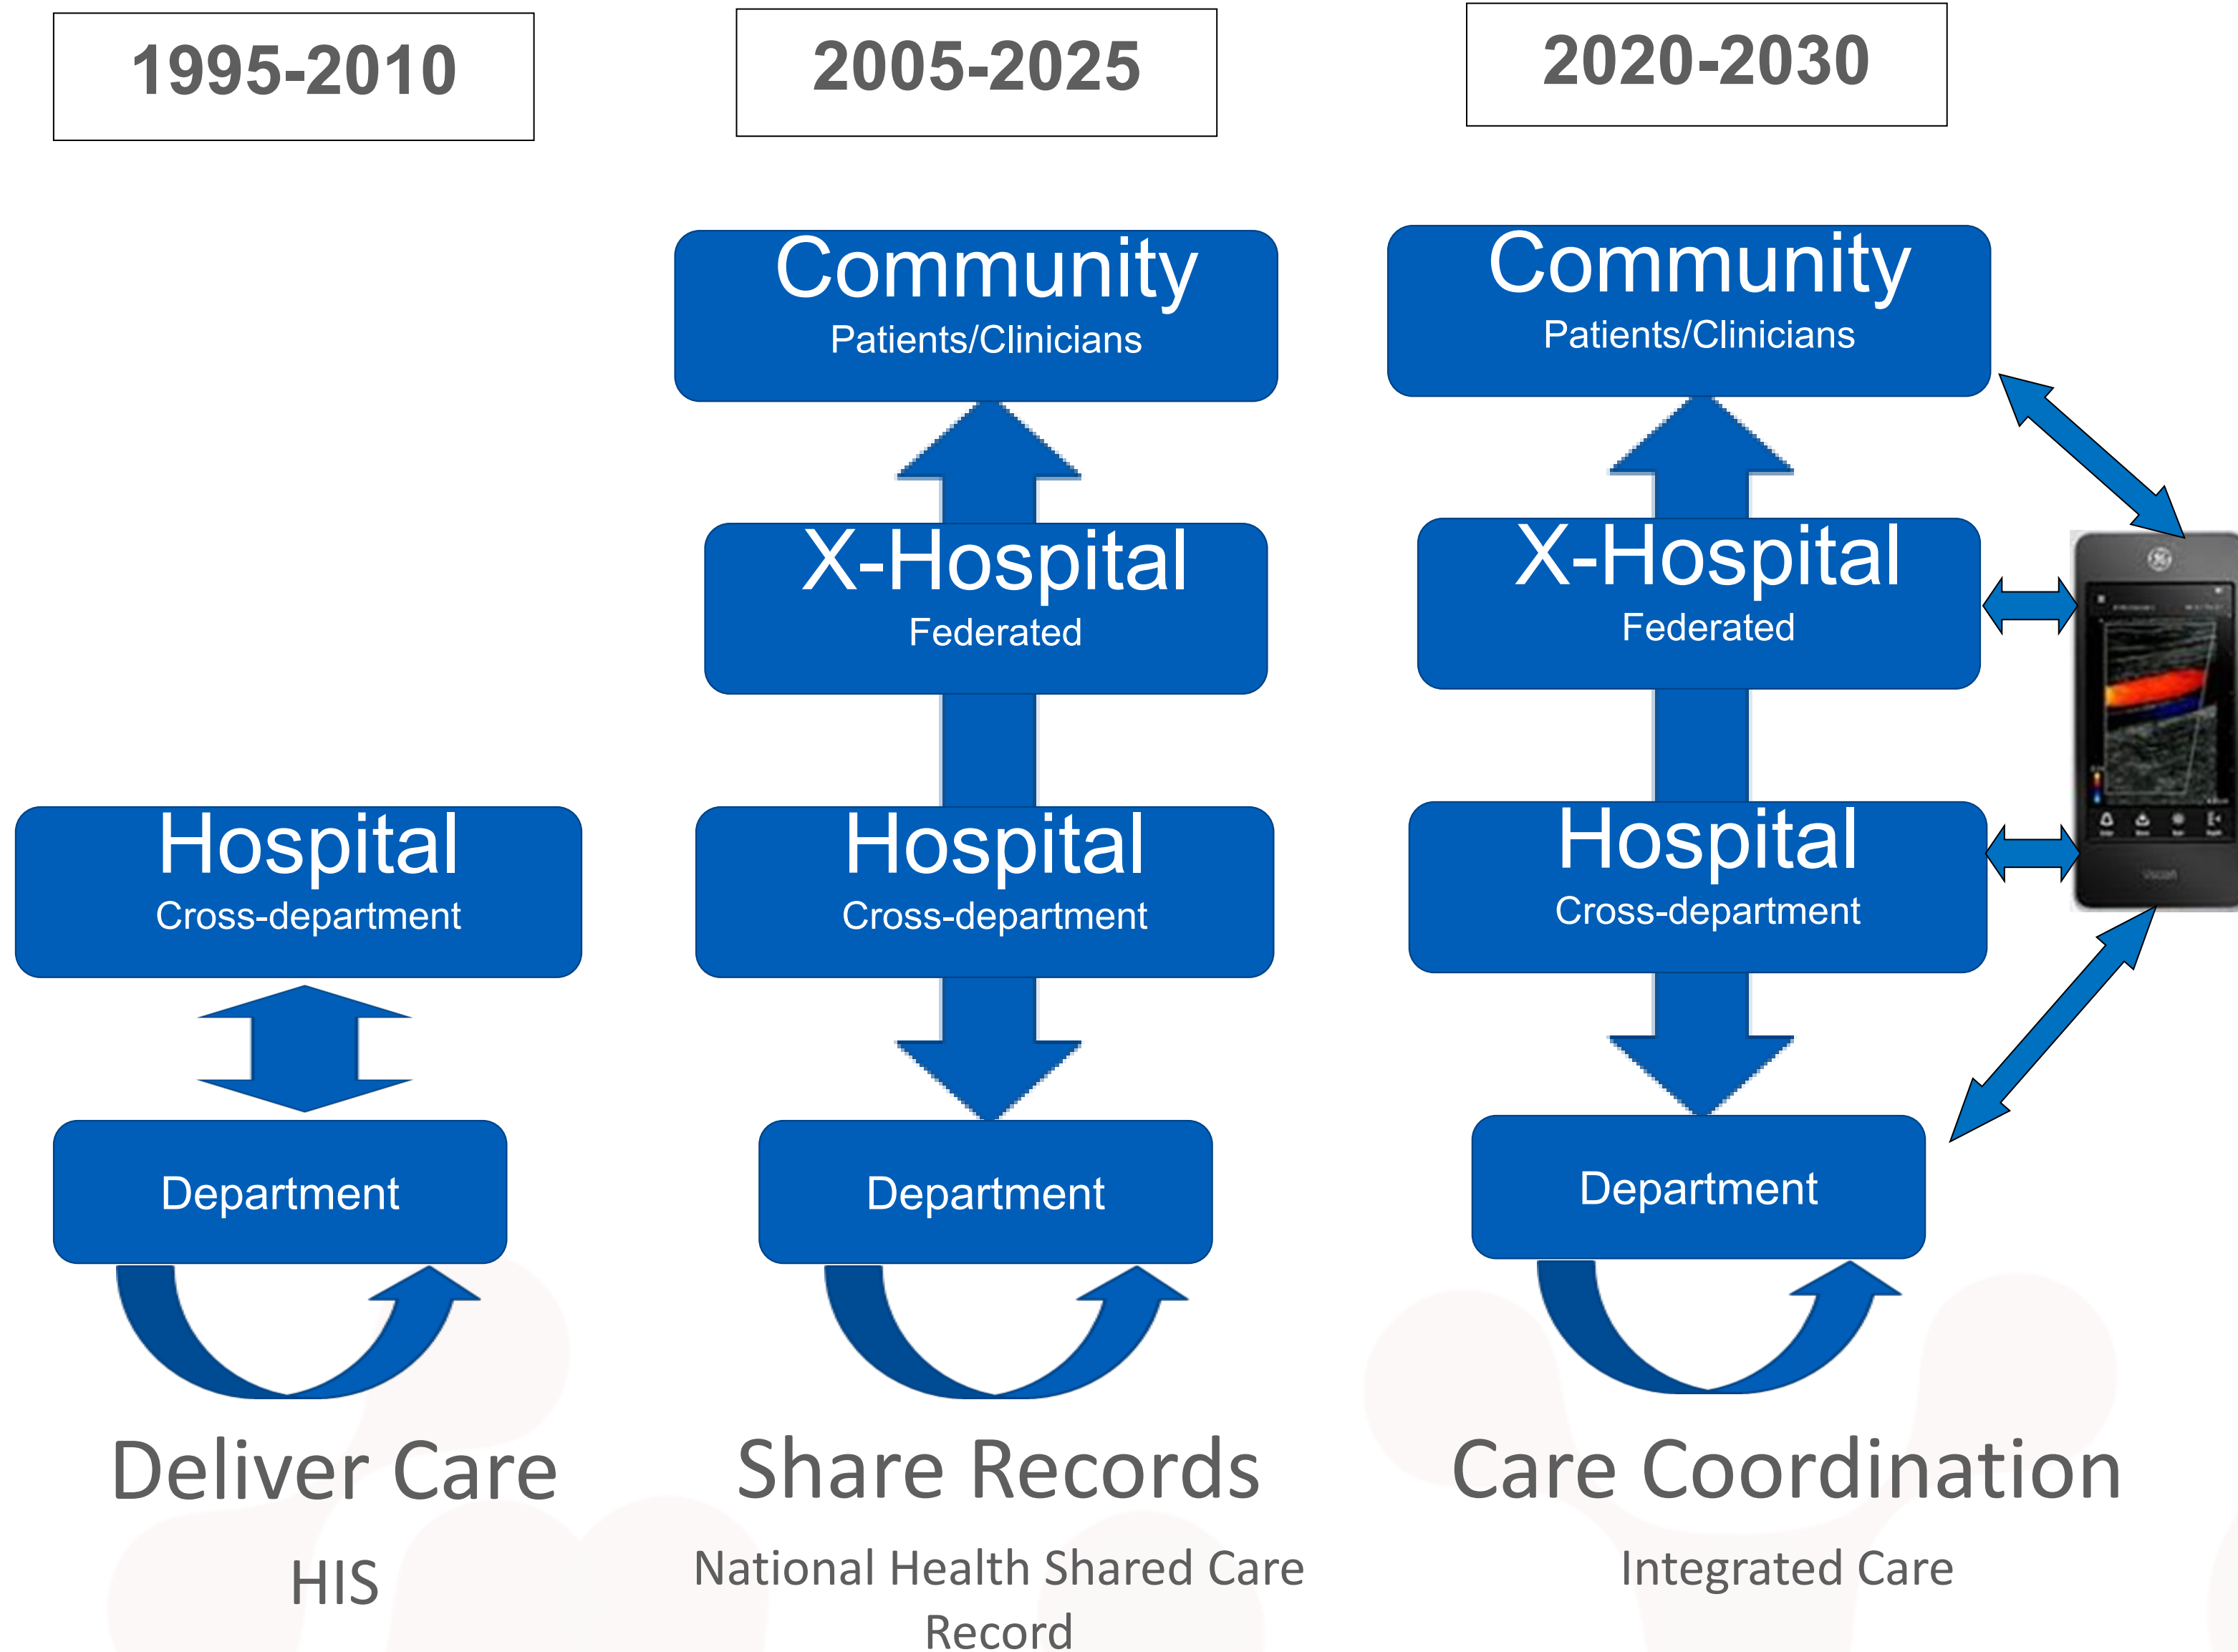 1995-2010
2005-2025
2020-2030
Community
Patients/Clinicians
Community
Patients/Clinicians
X-Hospital
Federated
X-Hospital
Federated
Hospital
Cross-department
Hospital
Cross-department
Hospital
Cross-department
Department
Department
Department
Deliver Care
Share Records
Care Coordination
HIS
National Health Shared Care
Record
Integrated Care